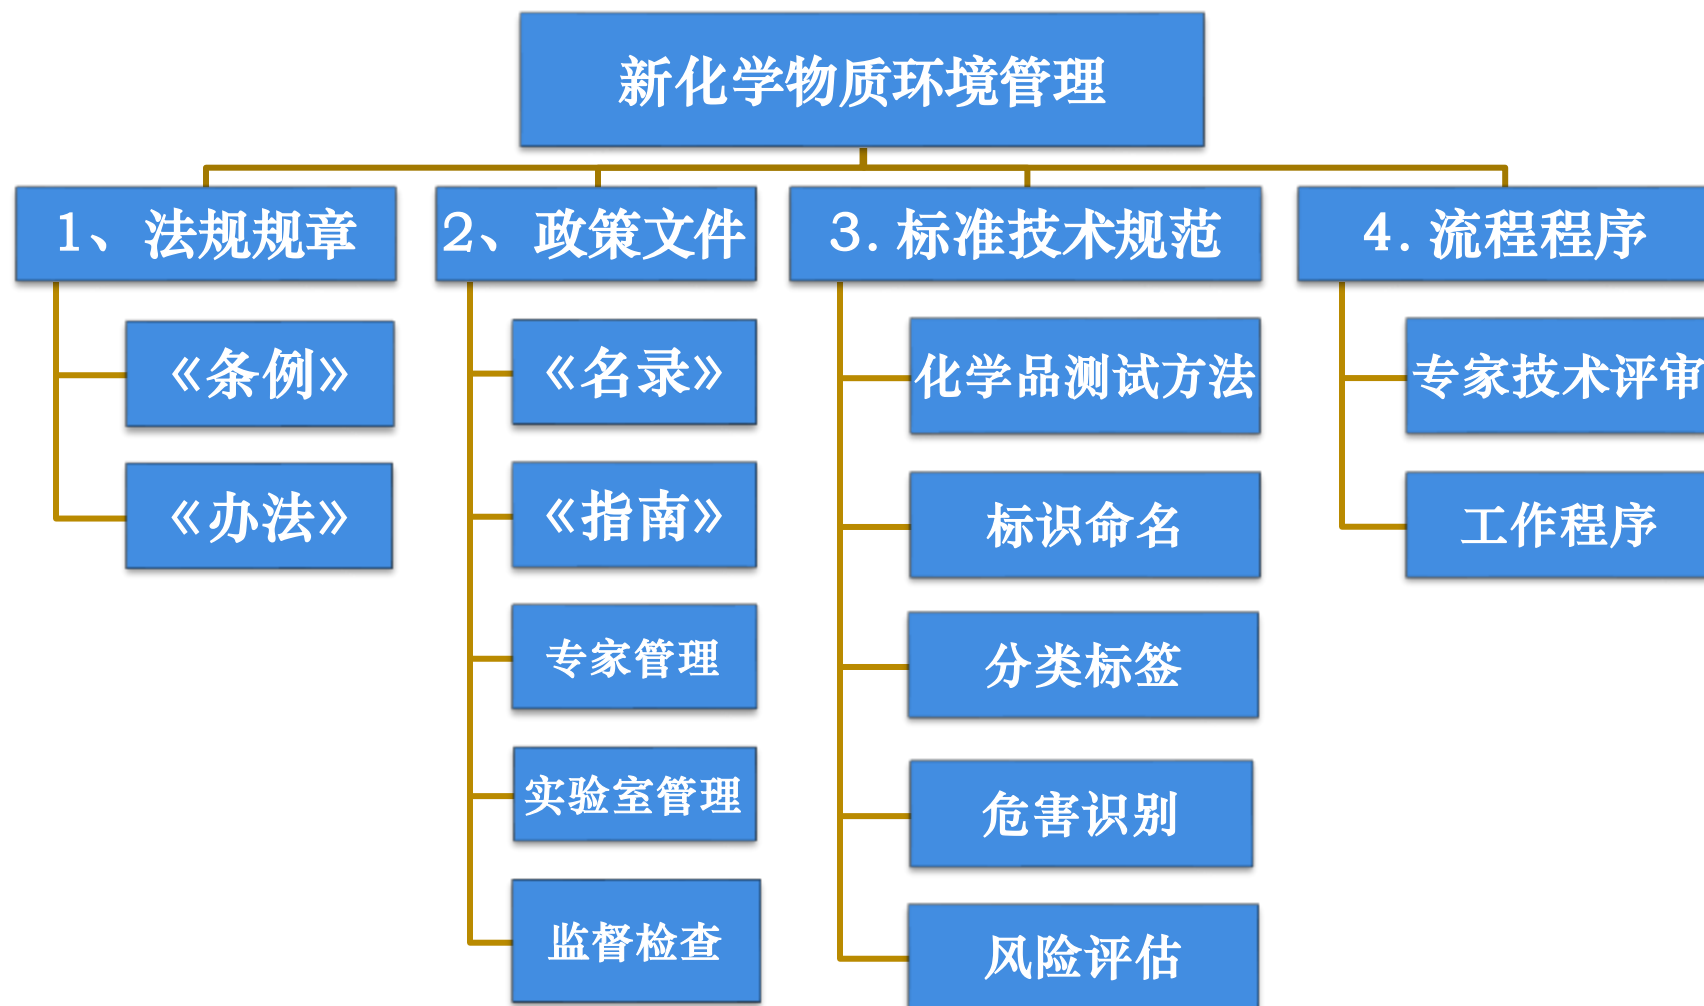 新化学物质环境管理
1、法规规章
《条例》
《办法》
2、政策文件
《名录》
《指南》
专家管理
实验室管理
监督检查
3.标准技术规范
化学品测试方法
标识命名
分类标签
危害识别
风险评估
4.流程程序
专家技术评审
工作程序